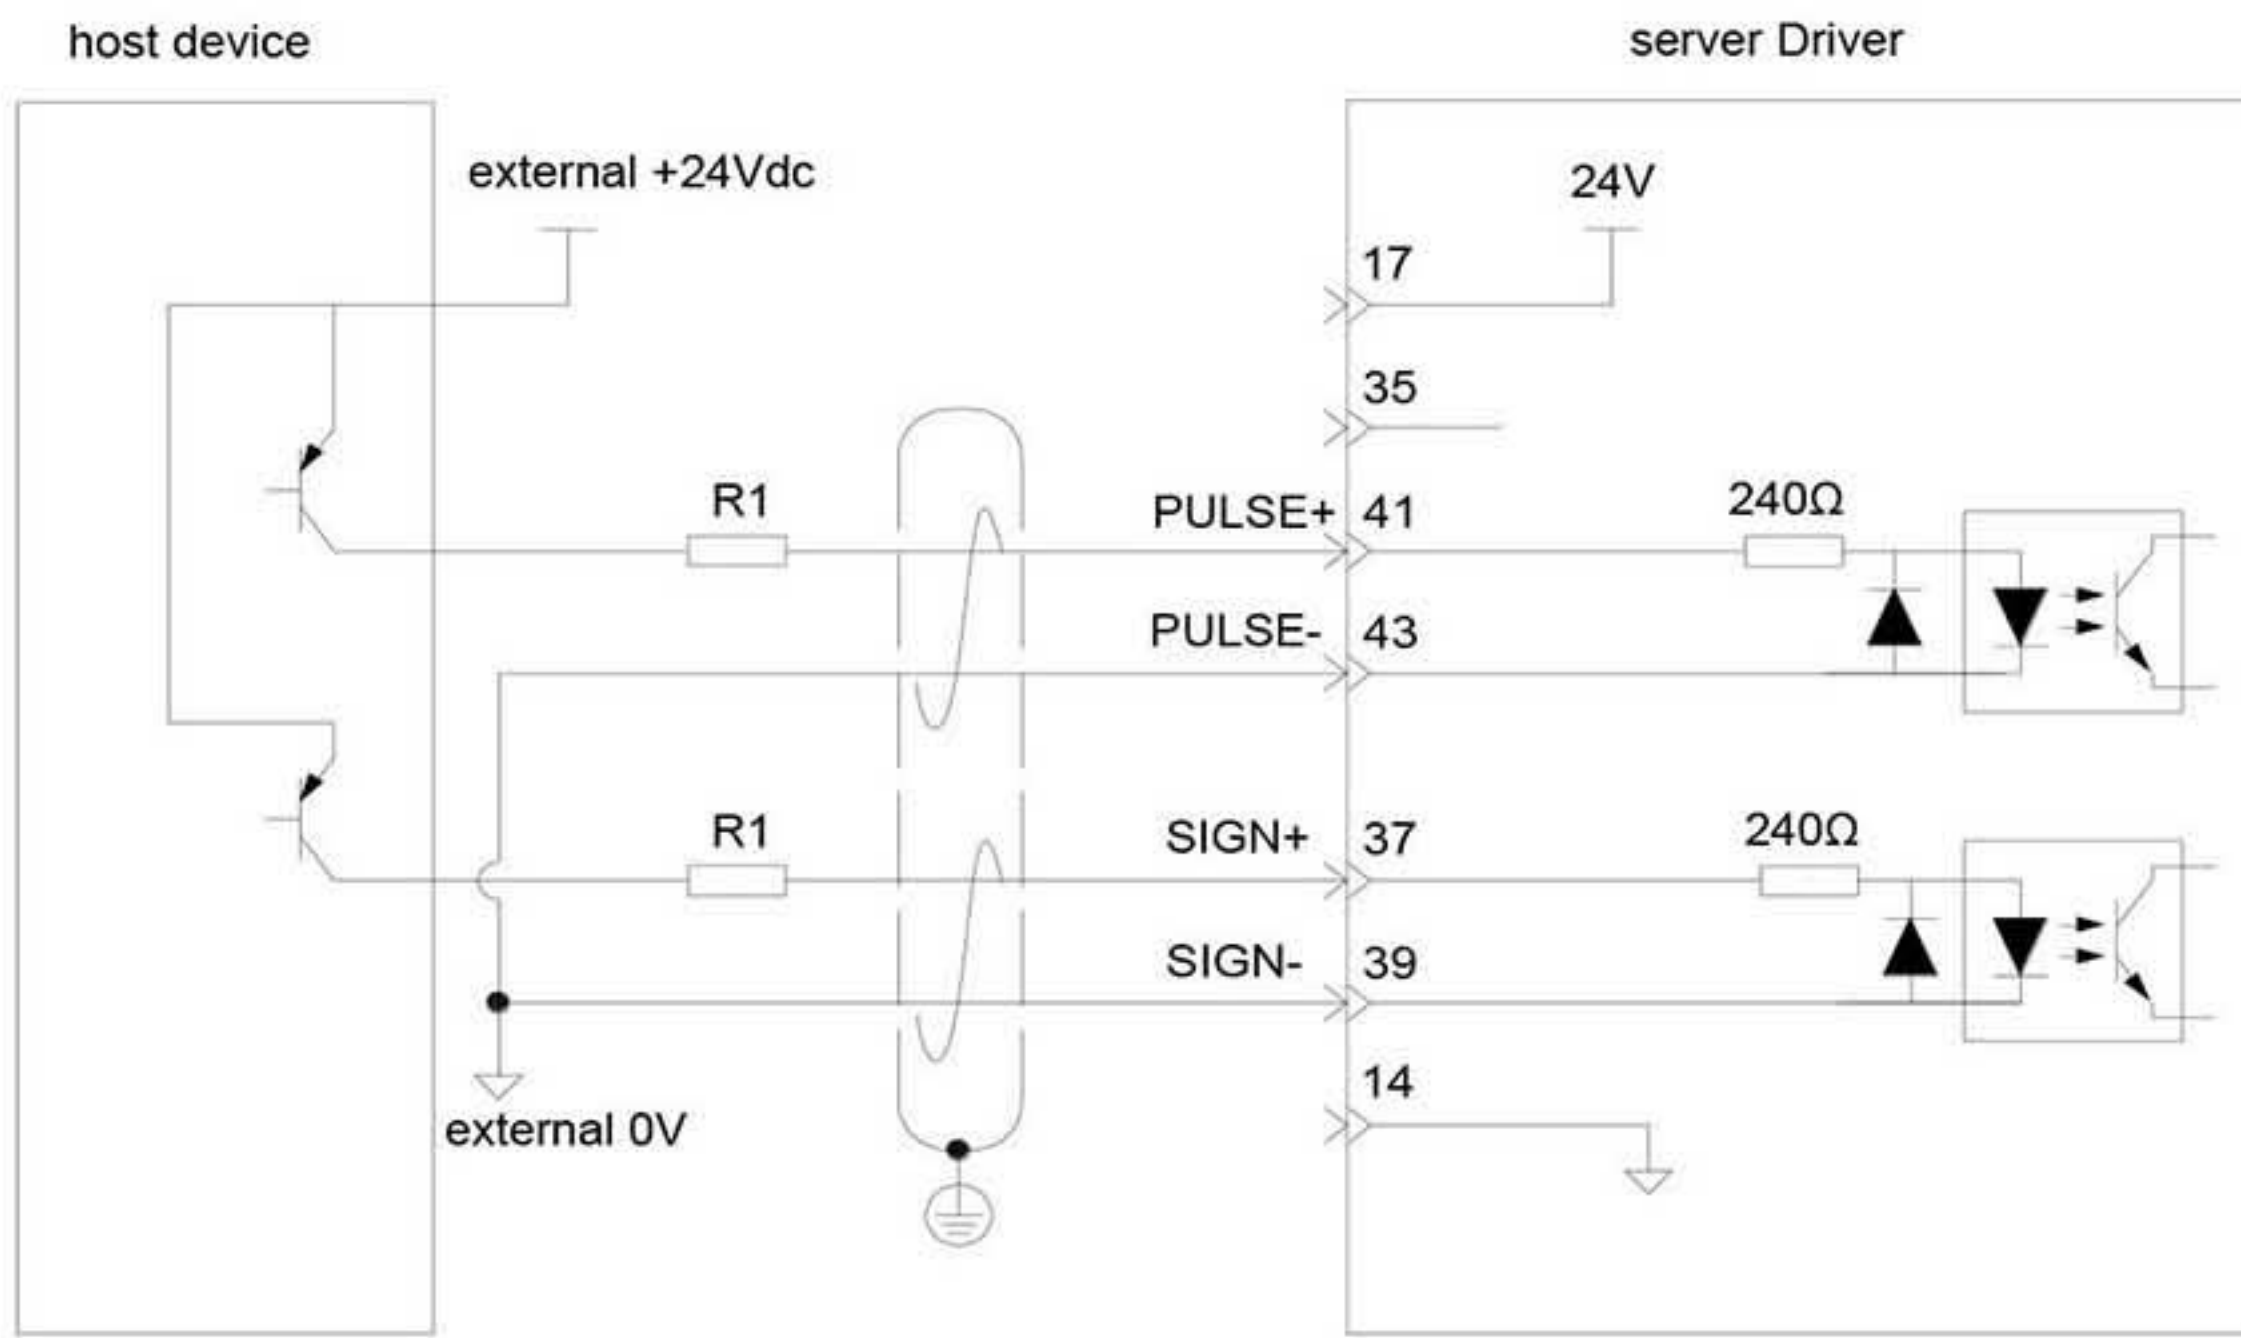 host device
server Driver
external +24Vdc
24V
17
35
R1
PULSE+
41
240Ω
PULSE-
43
R1
SIGN+
37
240Ω
SIGN-
39
14
external 0V